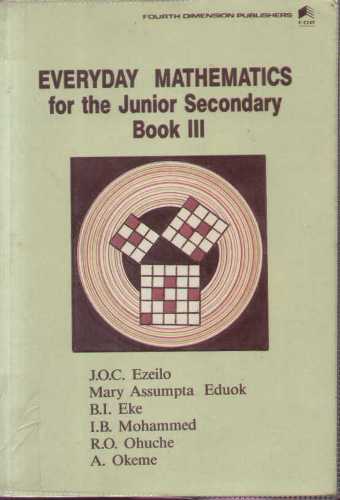 FOURTH DIMENSION PUBLISHERS
FDP
EVERYDAY MATHEMATICS
for the Junior Secondary
Book III
J.O.C. Ezeilo
Mary Assumpta Eduok
B.I. Eke
I.B. Mohammed
R.O. Ohuche
A. Okeme